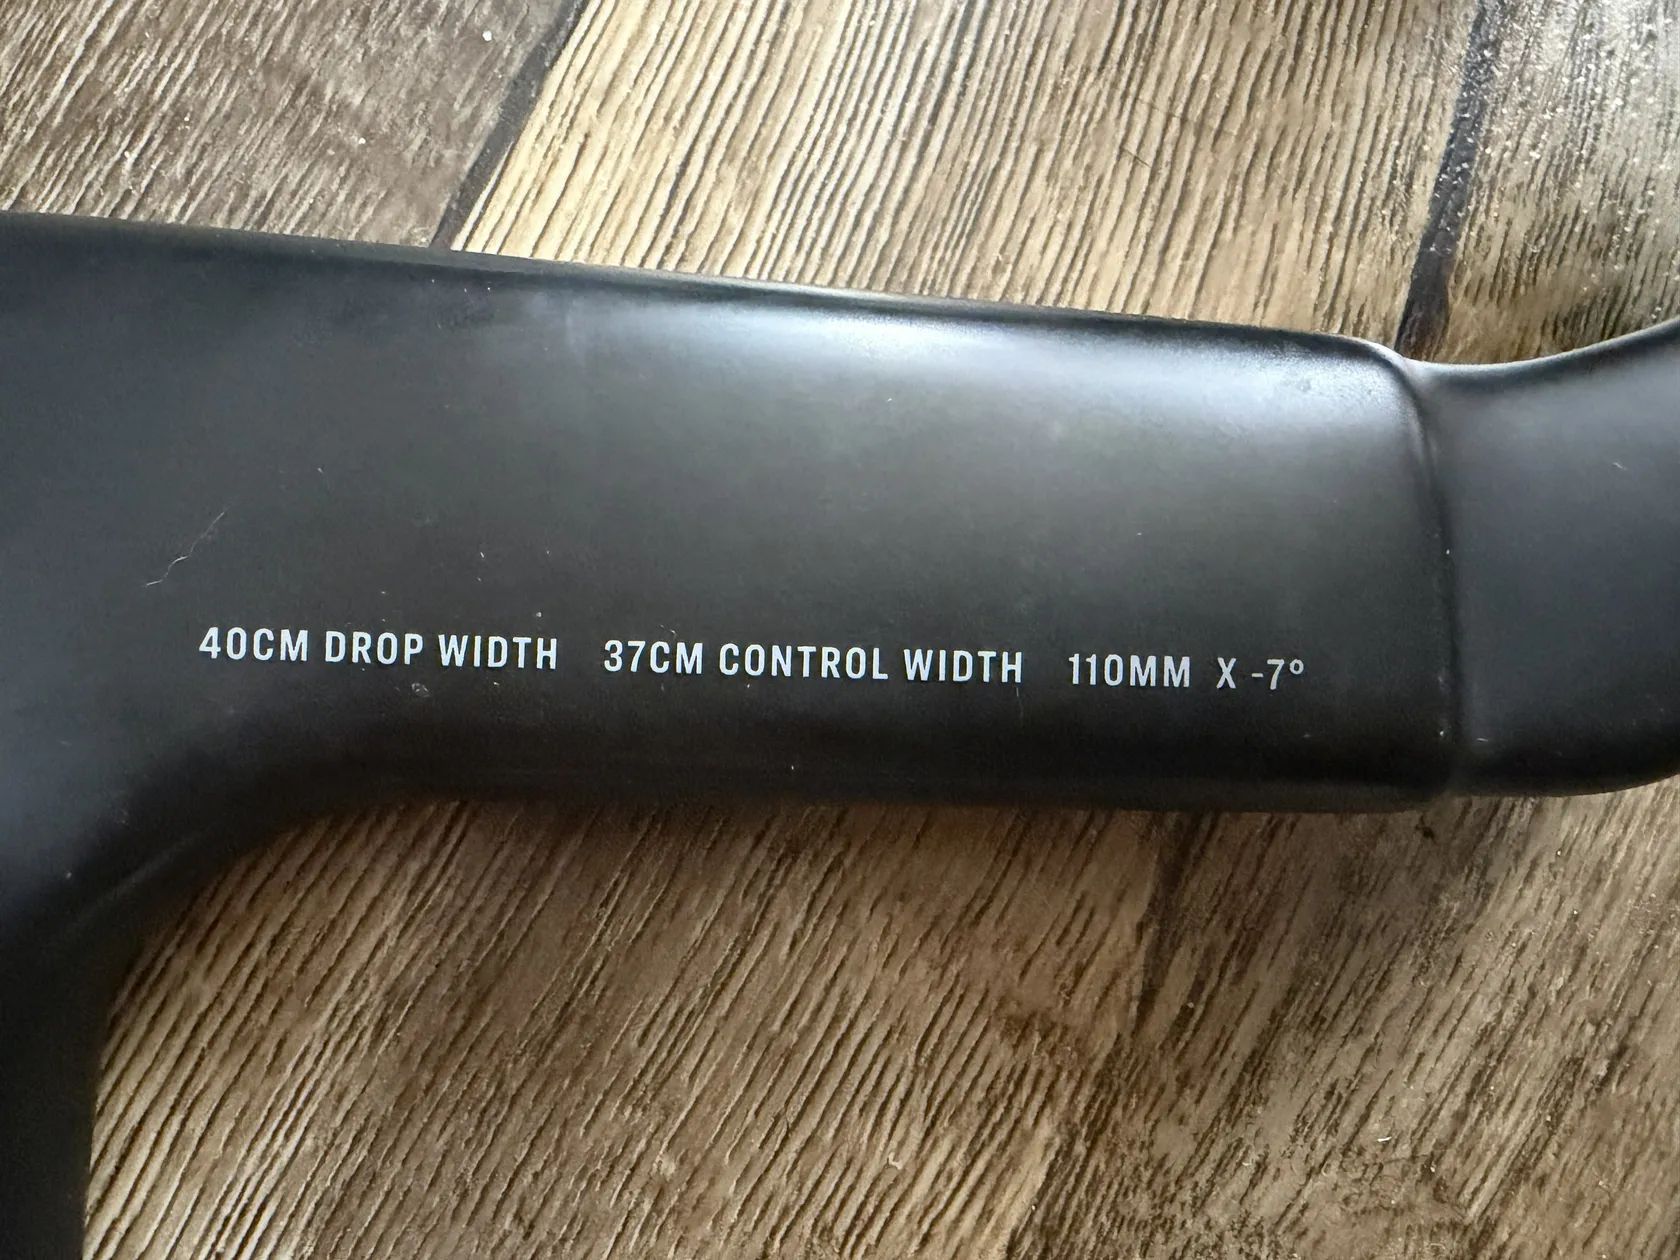 40CM DROP WIDTH 37CM CONTROL WIDTH 110MM X -7°